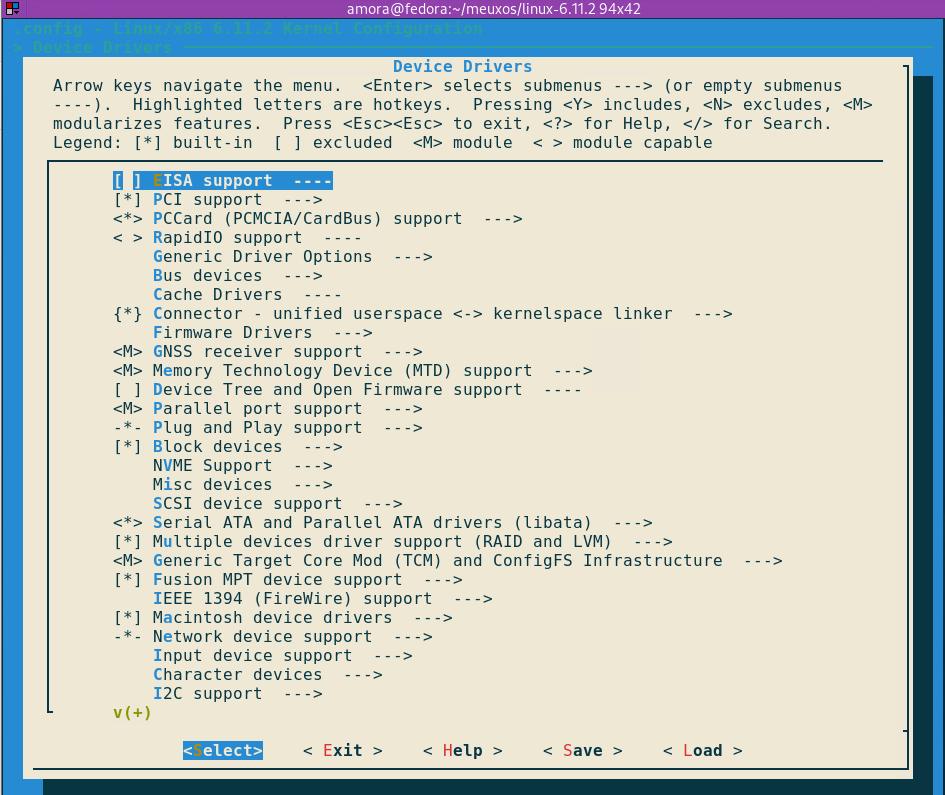 amora@fedora:~/meuxos/linux-6.11.2 94x42
.config - Linux/x86 6.11.2 Kernel Configuration
> Device Drivers
Device Drivers
Arrow keys navigate the menu.  <Enter> selects submenus ---> (or empty submenus
----).  Highlighted letters are hotkeys.  Pressing <Y> includes, <N> excludes, <M>
modularizes features.  Press <Esc><Esc> to exit, <?> for Help, </> for Search.
Legend: [*] built-in  [ ] excluded  <M> module  < > module capable
[ ] EISA support  ----
[*] PCI support  --->
<*> PCCard (PCMCIA/CardBus) support  --->
< > RapidIO support  ----
Generic Driver Options  --->
Bus devices  --->
Cache Drivers  ----
{*} Connector - unified userspace <-> kernelspace linker  --->
Firmware Drivers  --->
<M> GNSS receiver support  --->
<M> Memory Technology Device (MTD) support  --->
[ ] Device Tree and Open Firmware support  ----
<M> Parallel port support  --->
-*- Plug and Play support  --->
[*] Block devices  --->
NVME Support  --->
Misc devices  --->
SCSI device support  --->
<*> Serial ATA and Parallel ATA drivers (libata)  --->
[*] Multiple devices driver support (RAID and LVM)  --->
<M> Generic Target Core Mod (TCM) and ConfigFS Infrastructure  --->
[*] Fusion MPT device support  --->
IEEE 1394 (FireWire) support  --->
[*] Macintosh device drivers  --->
-*- Network device support  --->
Input device support  --->
Character devices  --->
I2C support  --->
v(+)
<Select>    < Exit >    < Help >    < Save >    < Load >